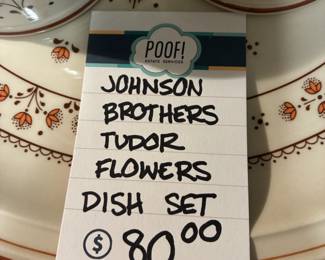 POOF!
ESTATE SERVICES
JOHNSON
BROTHERS
TUDOR
FLOWERS
DISH SET
$ 80.00